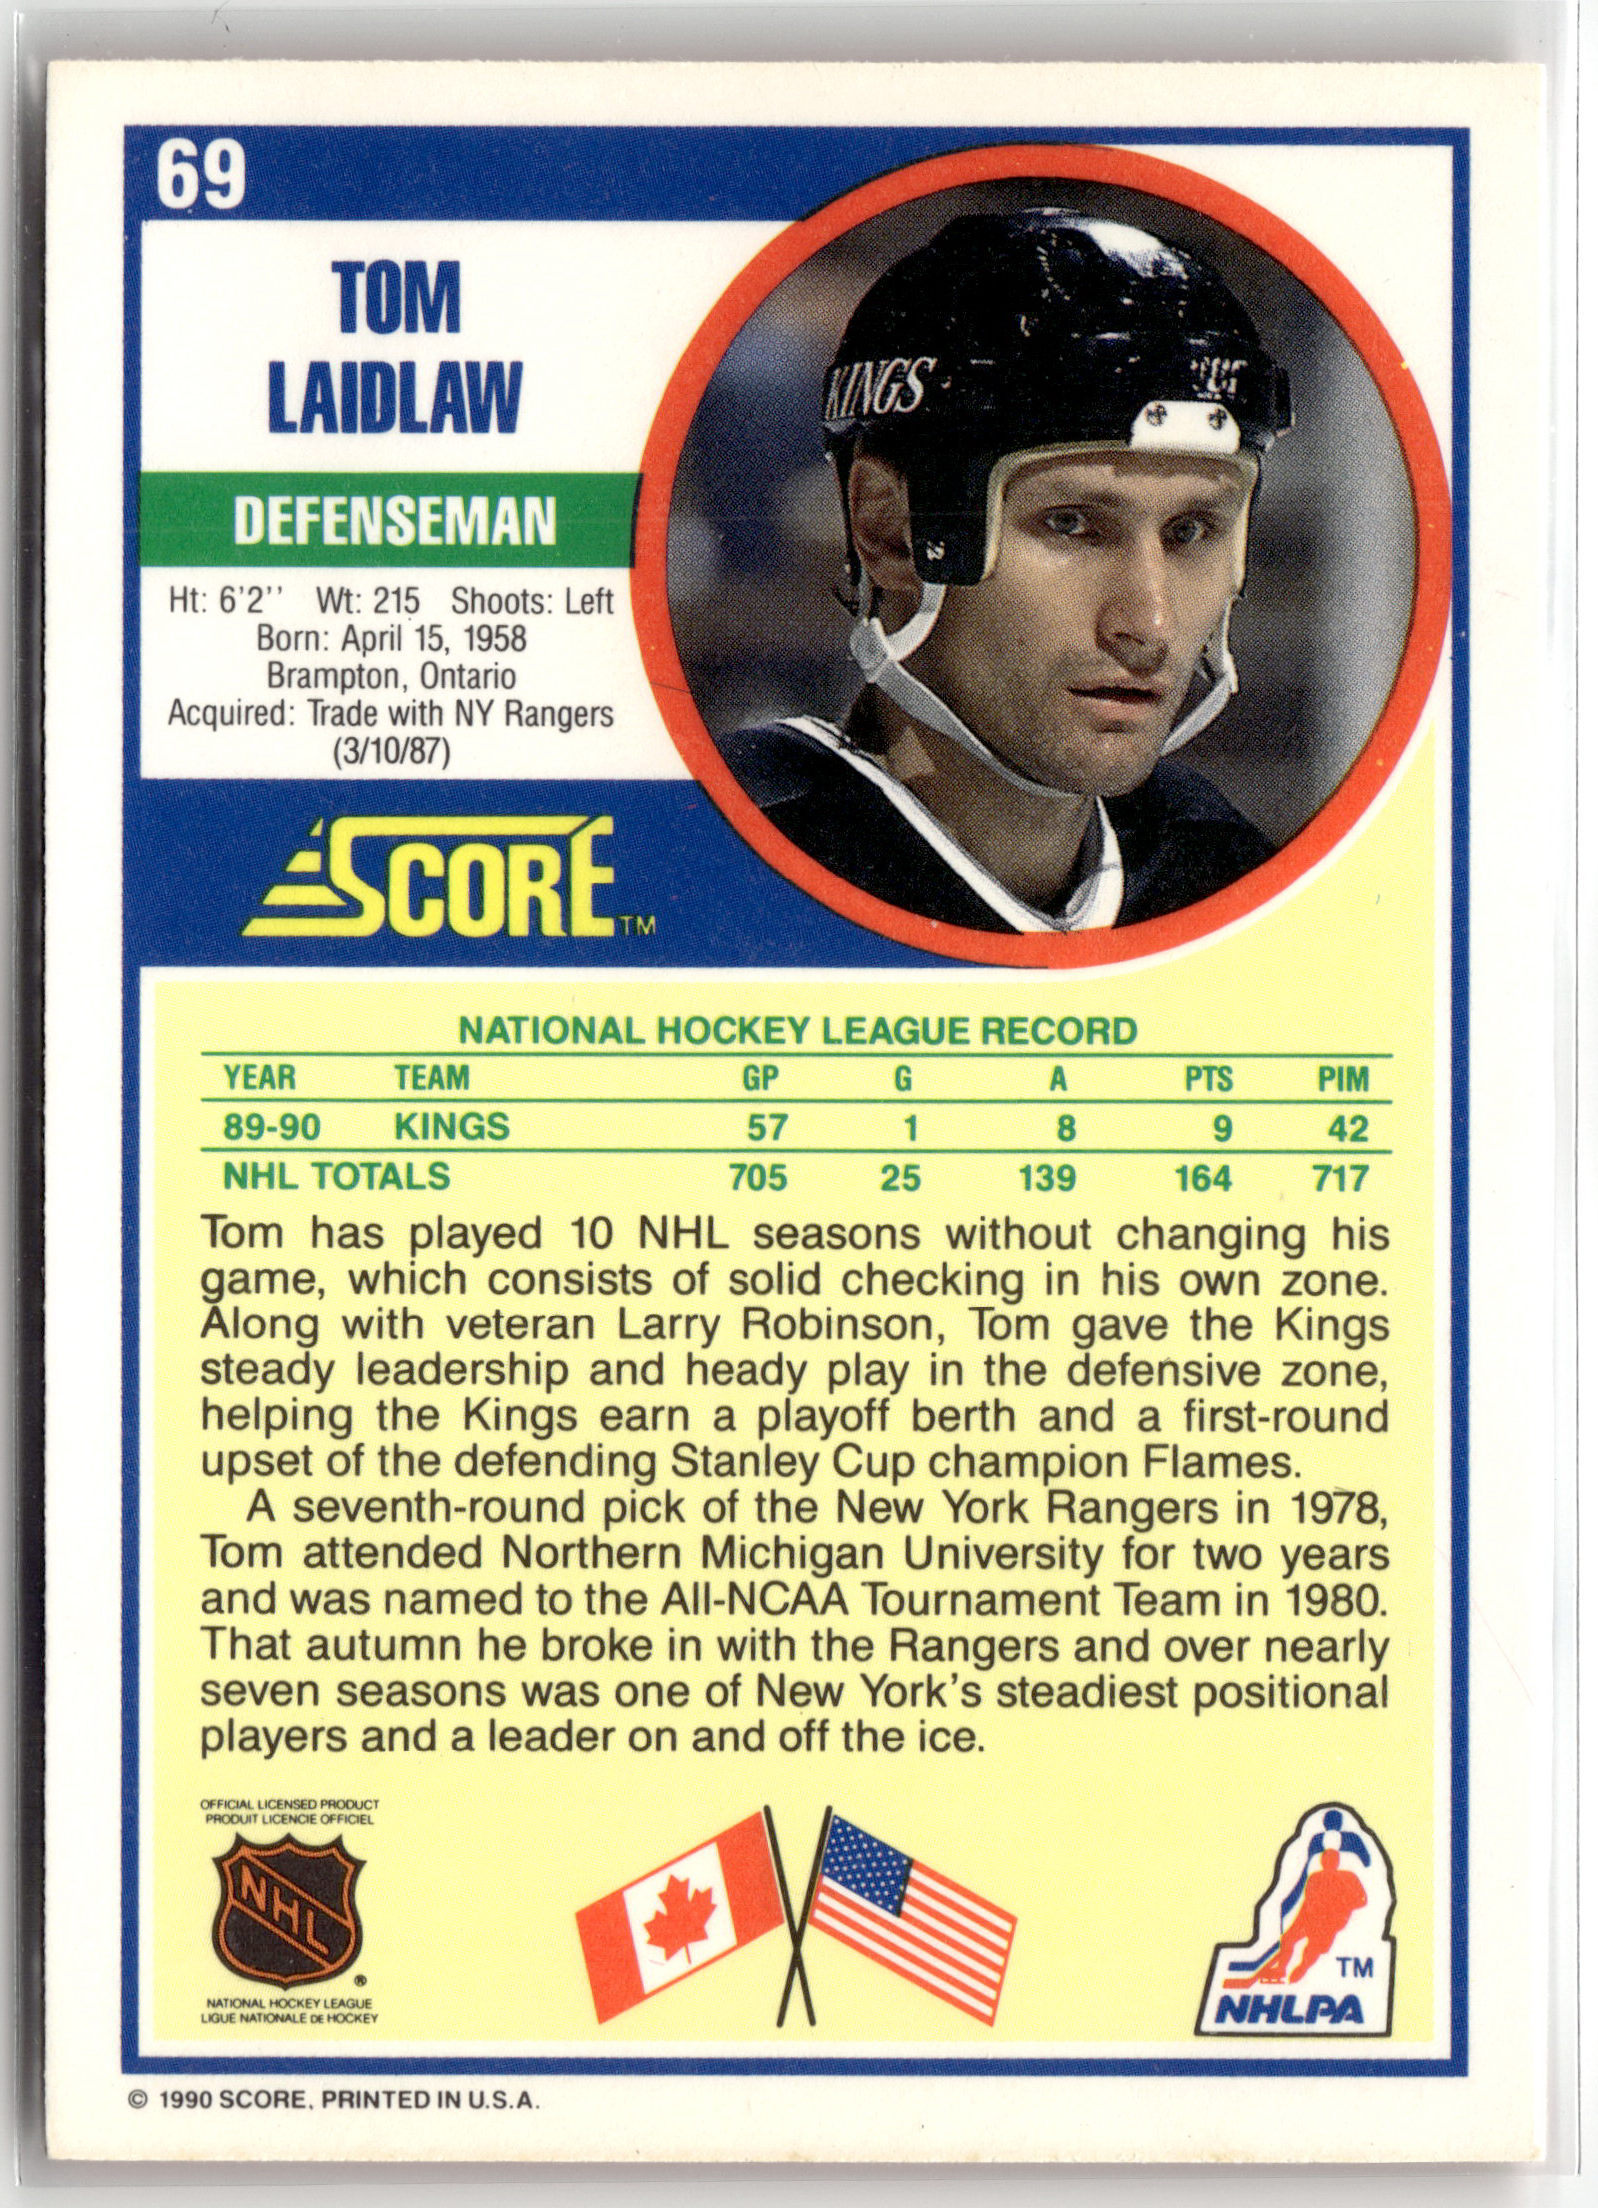 69
TOM
LAIDLAW
KINGS
DEFENSEMAN
Ht: 6'2'' Wt: 215 Shoots: Left
Born: April 15, 1958
Brampton, Ontario
Acquired: Trade with NY Rangers
(3/10/87)
SCORE TM
NATIONAL HOCKEY LEAGUE RECORD
YEAR TEAM GP G A PTS PIM
89-90 KINGS 57 1 8 9 42
NHL TOTALS 705 25 139 164 717
Tom has played 10 NHL seasons without changing his
game, which consists of solid checking in his own zone.
Along with veteran Larry Robinson, Tom gave the Kings
steady leadership and heady play in the defensive zone,
helping the Kings earn a playoff berth and a first-round
upset of the defending Stanley Cup champion Flames.
A seventh-round pick of the New York Rangers in 1978,
Tom attended Northern Michigan University for two years
and was named to the All-NCAA Tournament Team in 1980.
That autumn he broke in with the Rangers and over nearly
seven seasons was one of New York's steadiest positional
players and a leader on and off the ice.
OFFICIAL LICENSED PRODUCT
PRODUIT LICENCIE OFFICIEL
NHL
®
NATIONAL HOCKEY LEAGUE
LIGUE NATIONALE DE HOCKEY
TM
NHLPA
© 1990 SCORE, PRINTED IN U.S.A.